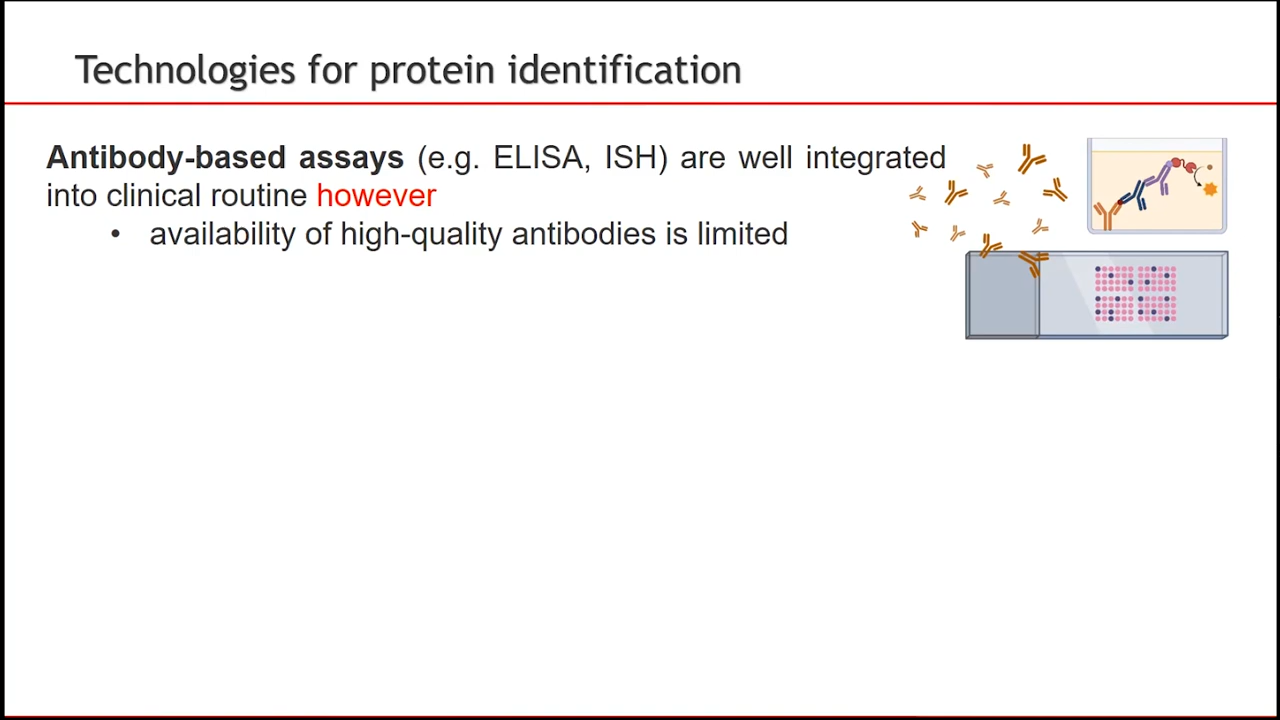 Technologies for protein identification
Antibody-based assays (e.g. ELISA, ISH) are well integrated
into clinical routine however
• availability of high-quality antibodies is limited